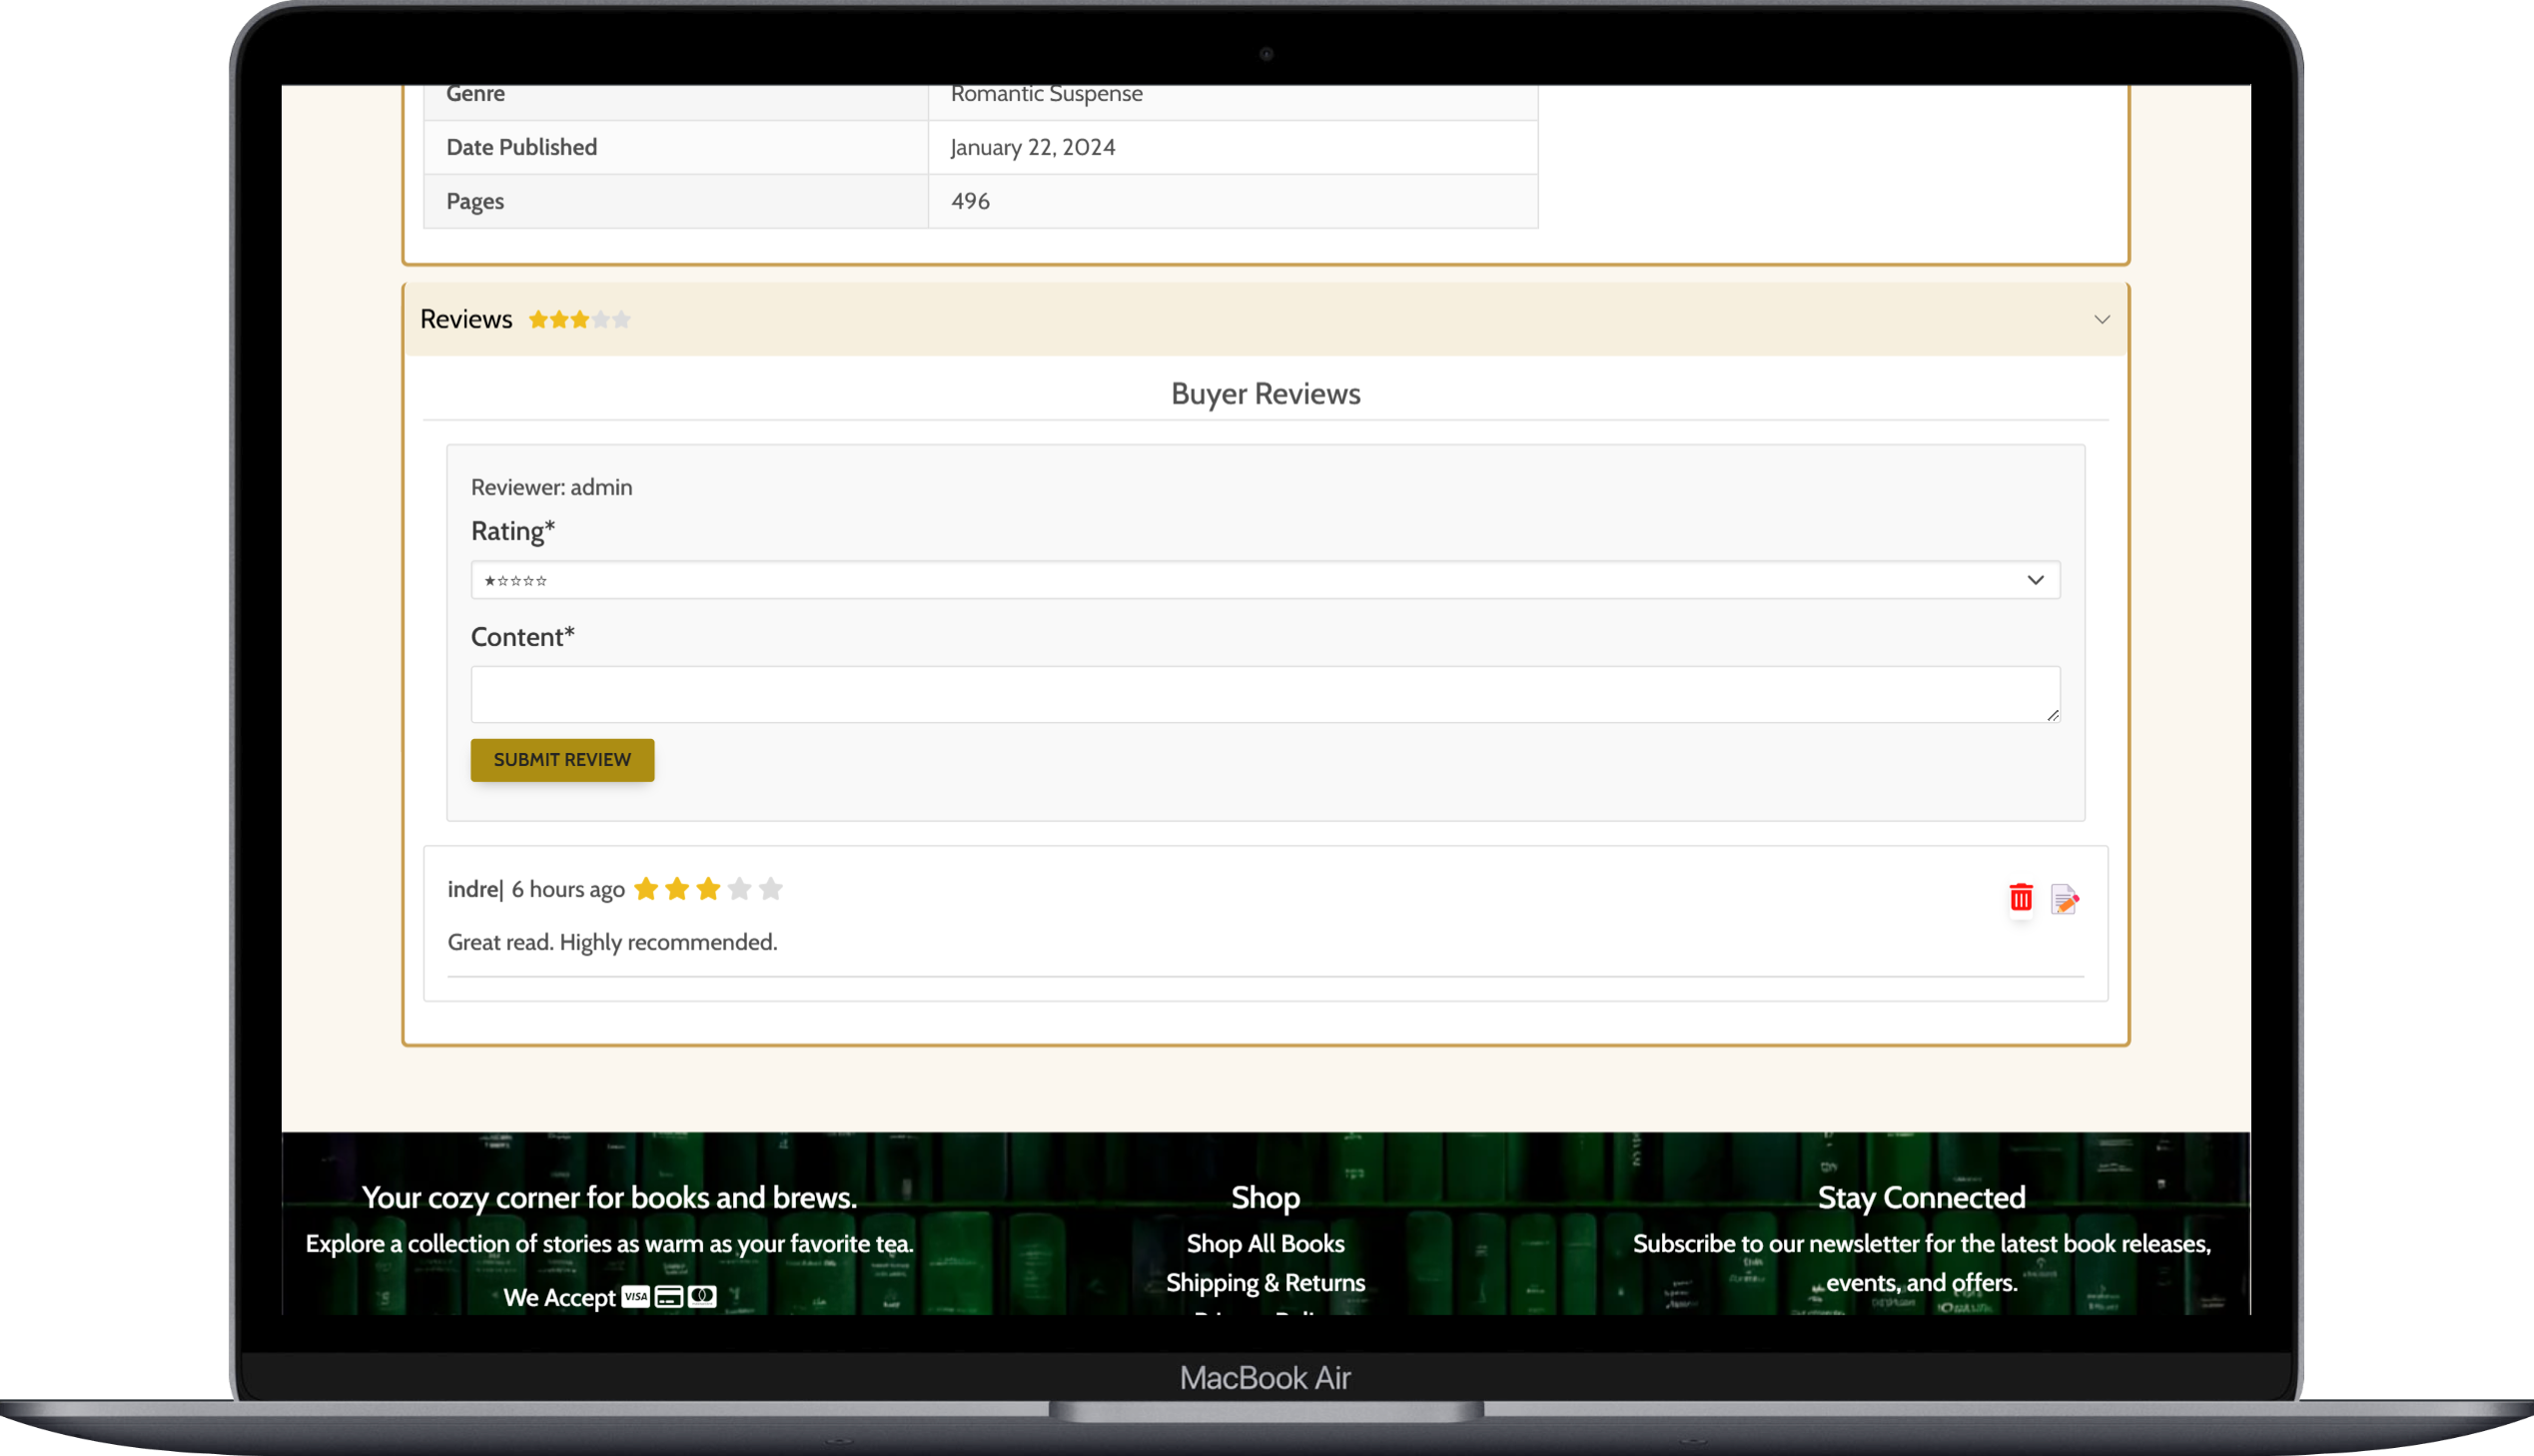 Genre Romantic Suspense
Date Published January 22, 2024
Pages 496
Reviews
Buyer Reviews
Reviewer: admin
Rating*
★☆☆☆☆
Content*
SUBMIT REVIEW
indre| 6 hours ago
Great read. Highly recommended.
Your cozy corner for books and brews.
Explore a collection of stories as warm as your favorite tea.
We Accept VISA
Shop
Shop All Books
Shipping & Returns
Stay Connected
Subscribe to our newsletter for the latest book releases,
events, and offers.
MacBook Air